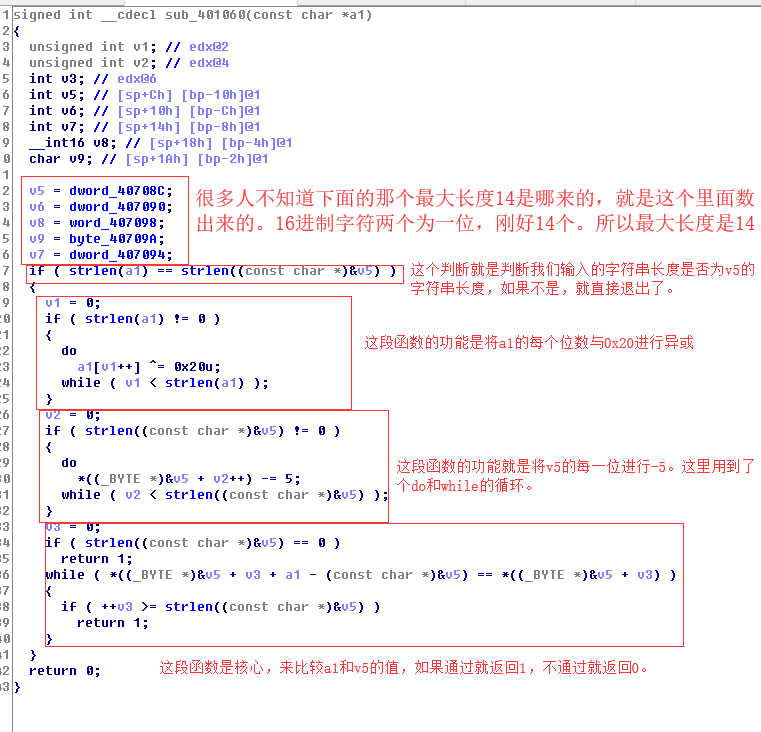 1 signed int __cdecl sub_401060(const char *a1)
2 {
3   unsigned int v1; // edx@2
4   unsigned int v2; // edx@4
5   int v3; // edx@6
6   int v5; // [sp+Ch] [bp-10h]@1
7   int v6; // [sp+10h] [bp-Ch]@1
8   int v7; // [sp+14h] [bp-8h]@1
9   __int16 v8; // [sp+18h] [bp-4h]@1
0   char v9; // [sp+1Ah] [bp-2h]@1
1
2   v5 = dword_40708C;
3   v6 = dword_407090;
4   v8 = word_407098;
5   v9 = byte_40709A;
6   v7 = dword_407094;
很多人不知道下面的那个最大长度14是哪来的，就是这个里面数
出来的。16进制字符两个为一位，刚好14个。所以最大长度是14
7   if ( strlen(a1) == strlen((const char *)&v5) )
这个判断就是判断我们输入的字符串长度是否为v5的
字符串长度，如果不是，就直接退出了。
8   {
9     v1 = 0;
20     if ( strlen(a1) != 0 )
21     {
22       do
23         a1[v1++] ^= 0x20u;
24       while ( v1 < strlen(a1) );
25     }
这段函数的功能是将a1的每个位数与0x20进行异或
26     v2 = 0;
27     if ( strlen((const char *)&v5) != 0 )
28     {
29       do
30         *((_BYTE *)&v5 + v2++) -= 5;
31       while ( v2 < strlen((const char *)&v5) );
32     }
这段函数的功能就是将v5的每一位进行-5。这里用到了
个do和while的循环。
33     v3 = 0;
34     if ( strlen((const char *)&v5) == 0 )
35       return 1;
36     while ( *((_BYTE *)&v5 + v3 + a1 - (const char *)&v5) == *((_BYTE *)&v5 + v3) )
37     {
38       if ( ++v3 >= strlen((const char *)&v5) )
39         return 1;
40     }
41   }
这段函数是核心，来比较a1和v5的值，如果通过就返回1，不通过就返回0。
42   return 0;
43 }